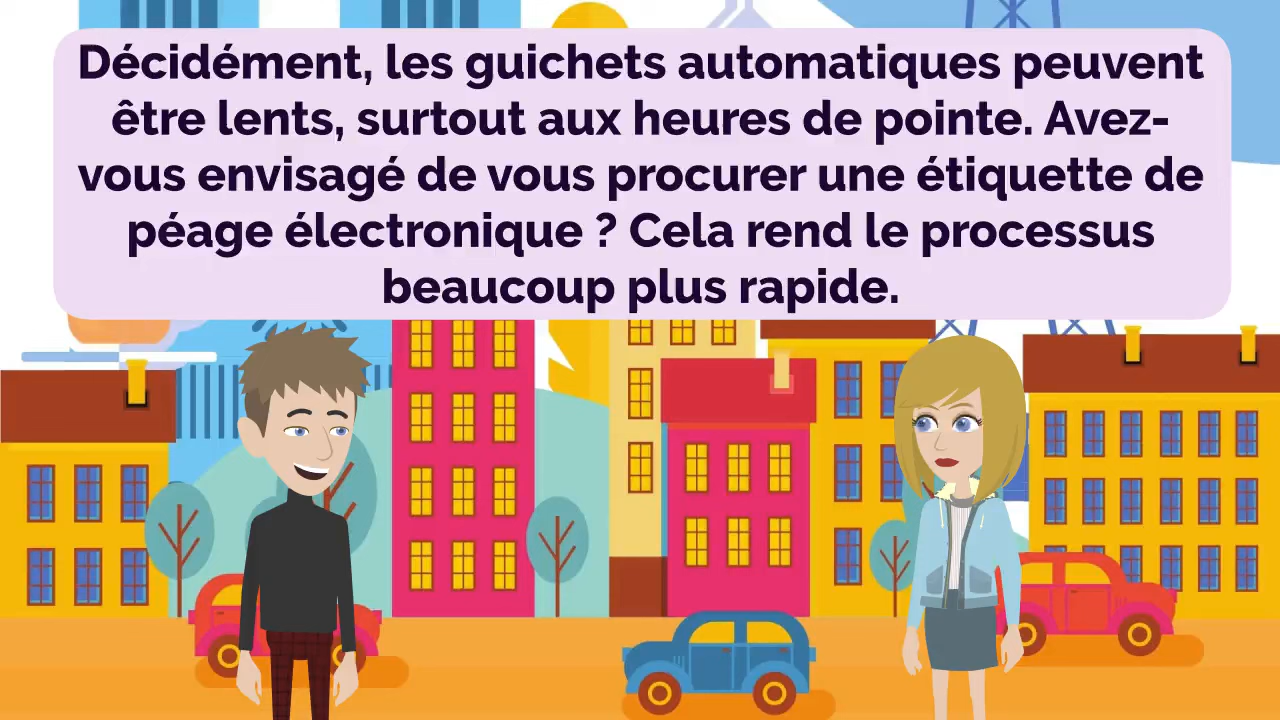 Décidément, les guichets automatiques peuvent
être lents, surtout aux heures de pointe. Avez-
vous envisagé de vous procurer une étiquette de
péage électronique ? Cela rend le processus
beaucoup plus rapide.